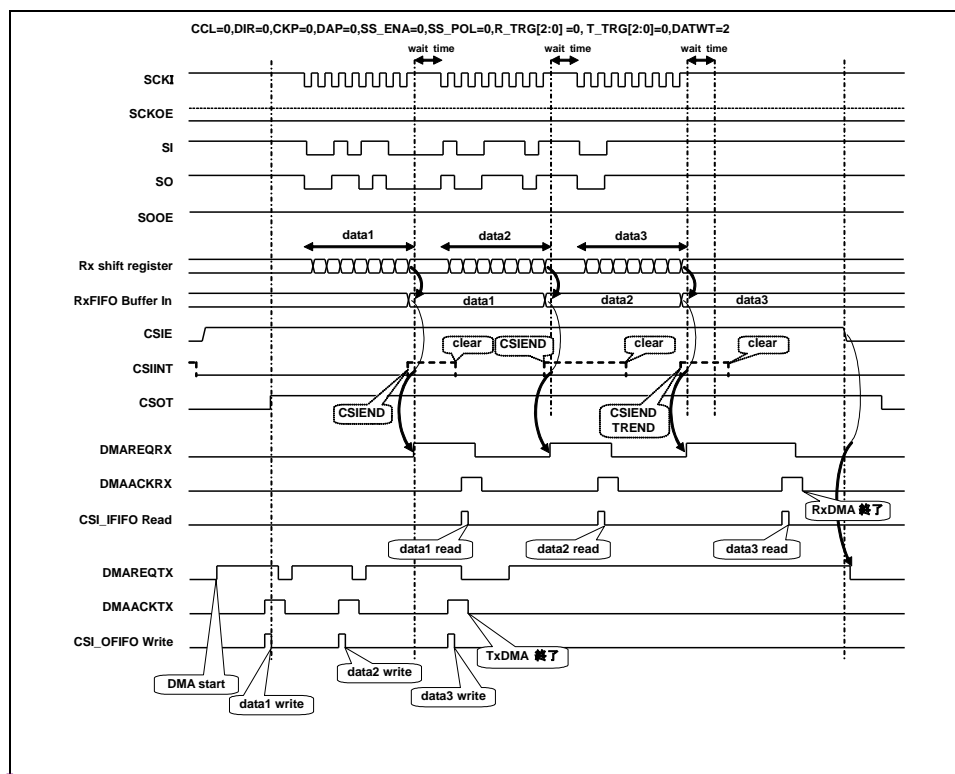 CCL=0,DIR=0,CKP=0,DAP=0,SS_ENA=0,SS_POL=0,R_TRG[2:0] =0, T_TRG[2:0]=0,DATWT=2
wait time
wait time
wait time
SCKI
SCKOE
SI
SO
SOOE
data1
data2
data3
Rx shift register
RxFIFO Buffer In
data1
data2
data3
CSIE
clear
CSIEND
clear
clear
CSIINT
CSIEND
CSIEND
TREND
CSOT
DMAREQRX
DMAACKRX
RxDMA 終了
CSI_IFIFO Read
data1 read
data2 read
data3 read
DMAREQTX
DMAACKTX
CSI_OFIFO Write
TxDMA 終了
data2 write
DMA start
data1 write
data3 write